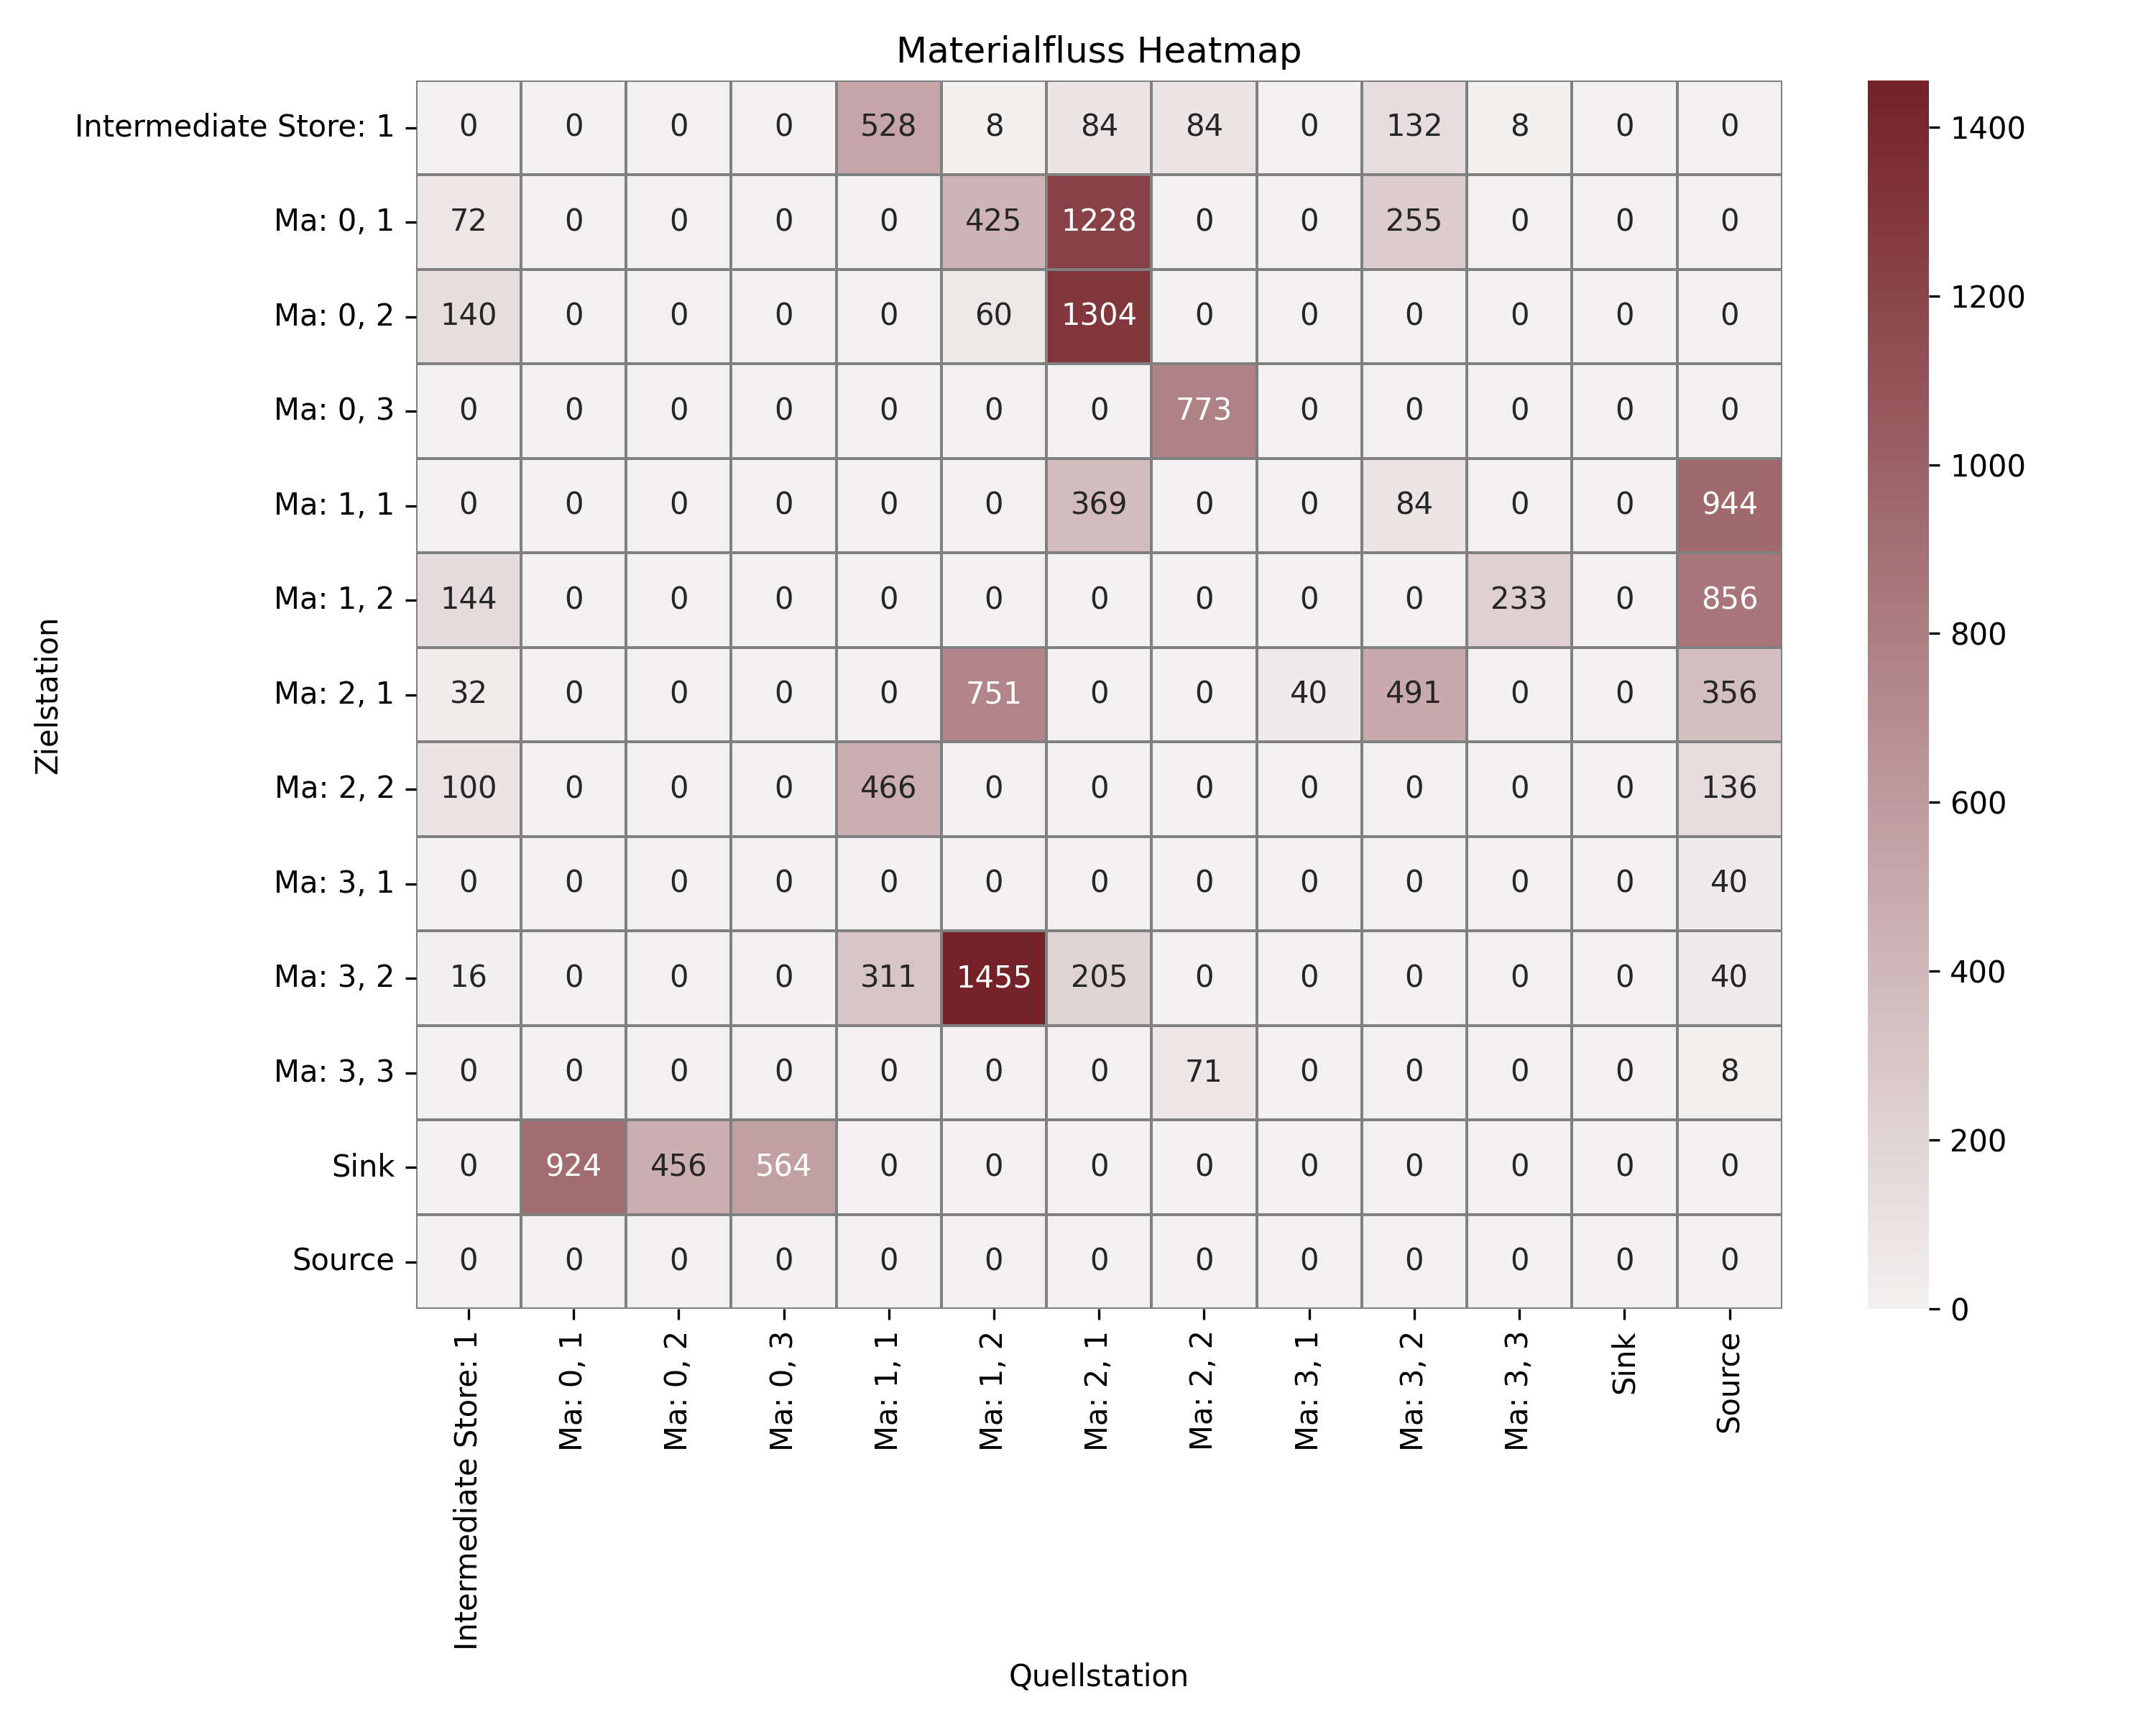 Materialfluss Heatmap
Intermediate Store: 1 0 0 0 0 528 8 84 84 0 132 8 0 0
Ma: 0, 1 72 0 0 0 0 425 1228 0 0 255 0 0 0
Ma: 0, 2 140 0 0 0 0 60 1304 0 0 0 0 0 0
Ma: 0, 3 0 0 0 0 0 0 0 773 0 0 0 0 0
Ma: 1, 1 0 0 0 0 0 0 369 0 0 84 0 0 944
Ma: 1, 2 144 0 0 0 0 0 0 0 0 0 233 0 856
Ma: 2, 1 32 0 0 0 0 751 0 0 40 491 0 0 356
Ma: 2, 2 100 0 0 0 466 0 0 0 0 0 0 0 136
Ma: 3, 1 0 0 0 0 0 0 0 0 0 0 0 0 40
Ma: 3, 2 16 0 0 0 311 1455 205 0 0 0 0 0 40
Ma: 3, 3 0 0 0 0 0 0 0 71 0 0 0 0 8
Sink 0 924 456 564 0 0 0 0 0 0 0 0 0
Source 0 0 0 0 0 0 0 0 0 0 0 0 0
Zielstation
Intermediate Store: 1
Ma: 0, 1
Ma: 0, 2
Ma: 0, 3
Ma: 1, 1
Ma: 1, 2
Ma: 2, 1
Ma: 2, 2
Ma: 3, 1
Ma: 3, 2
Ma: 3, 3
Sink
Source
Quellstation
1400
1200
1000
800
600
400
200
0